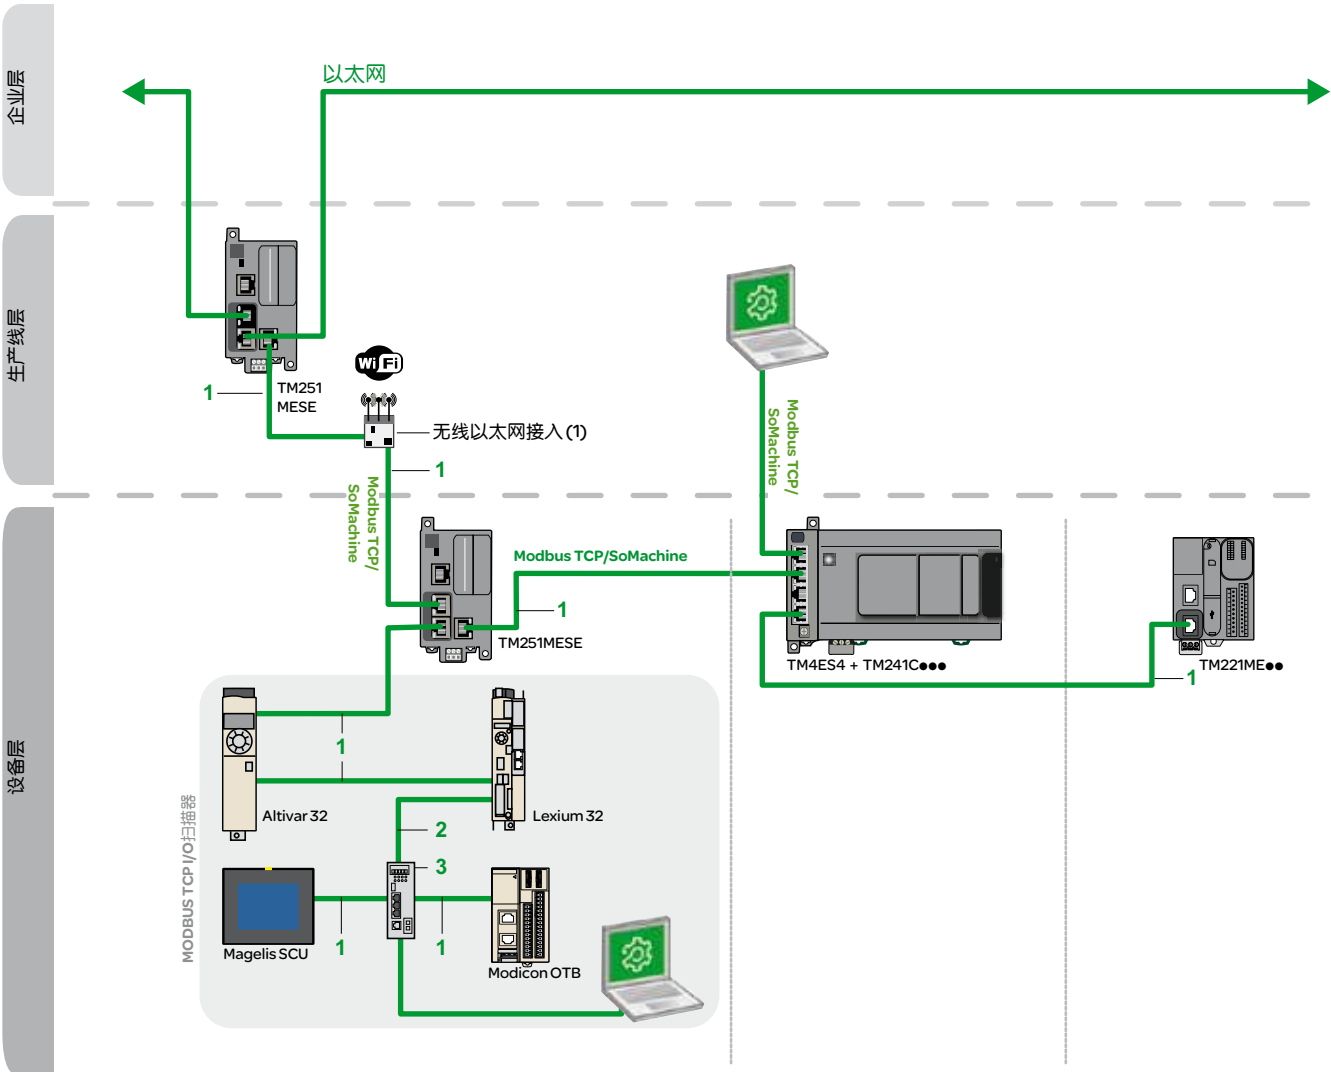 企业层
以太网
生产线层
Wi Fi
1
TM251
MESE
无线以太网接入 (1)
1
Modbus TCP/
SoMachine
Modbus TCP/
SoMachine
设备层
Modbus TCP/SoMachine
1
TM251MESE
TM4ES4 + TM241C●●●
TM221ME●●
1
MODBUS TCP I/O扫描器
1
Altivar 32
Lexium 32
2
3
Magelis SCU
1
1
Modicon OTB